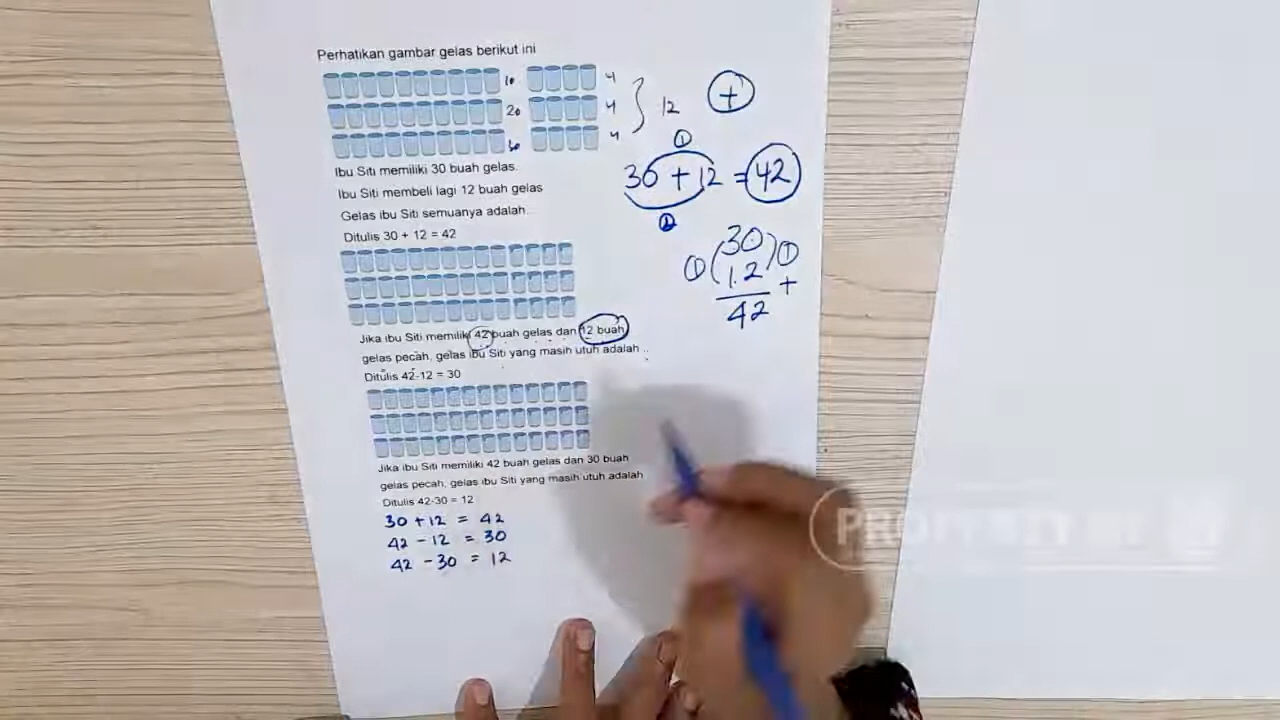 Perhatikan gambar gelas berikut ini
10 4
20 4 } 12 +
30 4
Ibu Siti memiliki 30 buah gelas.
Ibu Siti membeli lagi 12 buah gelas
Gelas ibu Siti semuanya adalah..
Ditulis 30 + 12 = 42
1
30 + 12 = 42
2
30
1 ( 12 ) 1
+
42
Jika ibu Siti memiliki 42 buah gelas dan 12 buah
gelas pecah, gelas ibu Siti yang masih utuh adalah ..
Ditulis 42-12 = 30
Jika ibu Siti memiliki 42 buah gelas dan 30 buah
gelas pecah, gelas ibu Siti yang masih utuh adalah
Ditulis 42-30 = 12
30 + 12 = 42
42 - 12 = 30
42 - 30 = 12